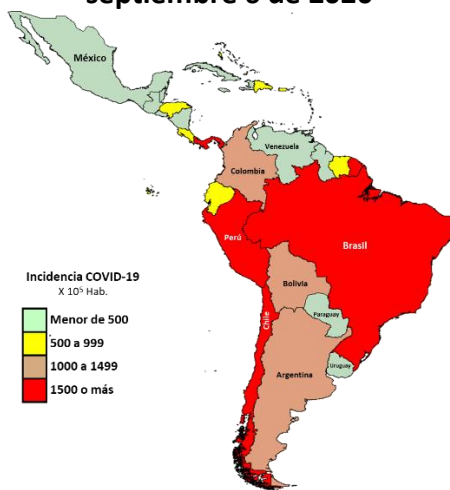 septiembre 6 de 2020
México
Venezuela
Colombia
Perú
Brasil
Bolivia
Paraguay
Chile
Uruguay
Argentina
Incidencia COVID-19
X 10⁵ Hab.
Menor de 500
500 a 999
1000 a 1499
1500 o más